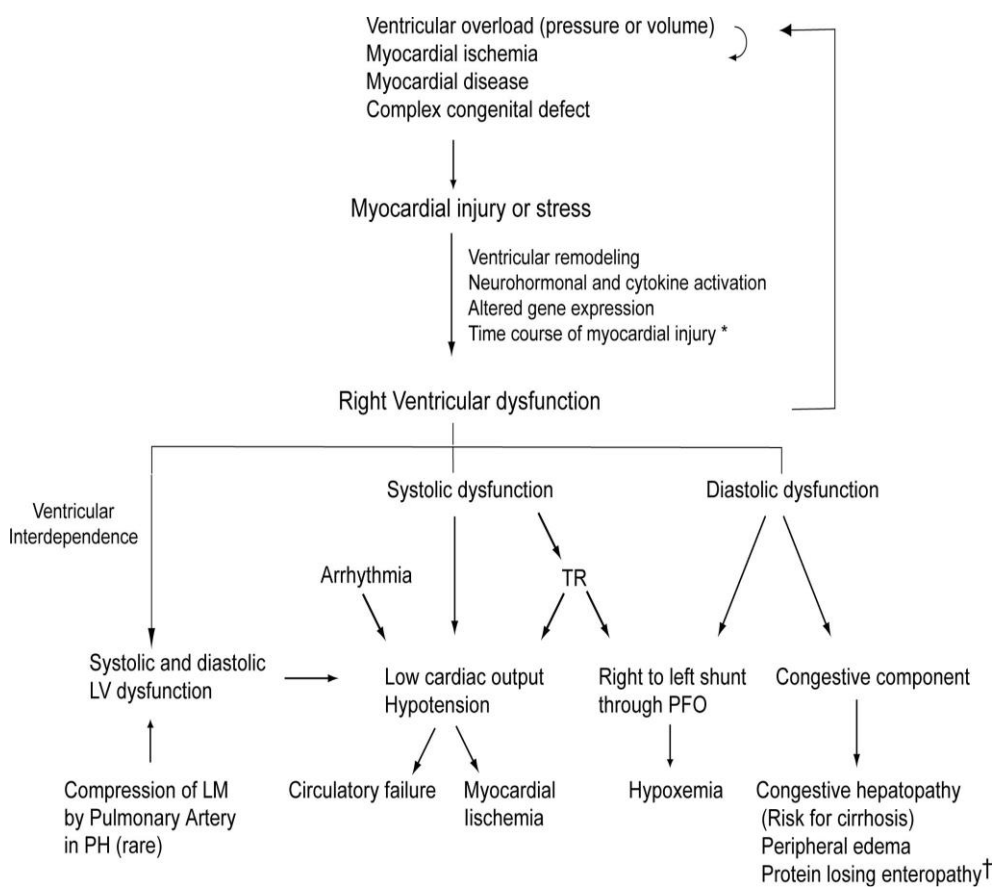 Ventricular overload (pressure or volume)
Myocardial ischemia
Myocardial disease
Complex congenital defect
Myocardial injury or stress
Ventricular remodeling
Neurohormonal and cytokine activation
Altered gene expression
Time course of myocardial injury *
Right Ventricular dysfunction
Ventricular
Interdependence
Systolic dysfunction
Diastolic dysfunction
Arrhythmia
TR
Systolic and diastolic
LV dysfunction
Low cardiac output
Hypotension
Right to left shunt
through PFO
Congestive component
Compression of LM
by Pulmonary Artery
in PH (rare)
Circulatory failure
Myocardial
Iischemia
Hypoxemia
Congestive hepatopathy
(Risk for cirrhosis)
Peripheral edema
Protein losing enteropathy†